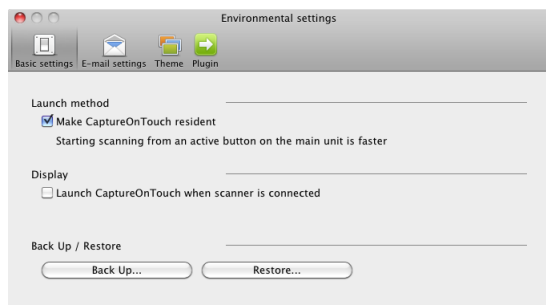 Environmental settings
Basic settings E-mail settings Theme Plugin
Launch method
Make CaptureOnTouch resident
Starting scanning from an active button on the main unit is faster
Display
Launch CaptureOnTouch when scanner is connected
Back Up / Restore
Back Up... Restore...